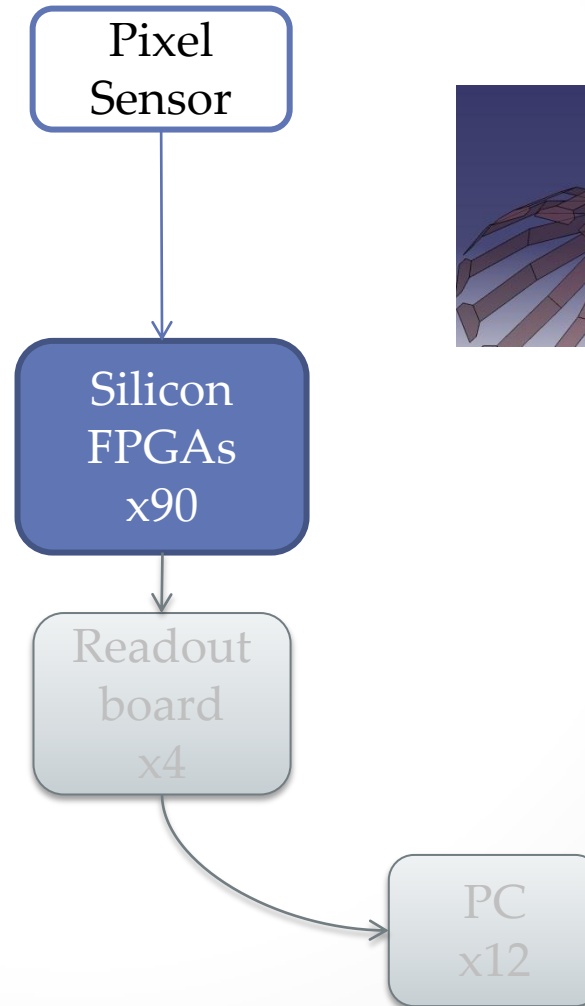 Pixel
Sensor
Silicon
FPGAs
x90
Readout
board
x4
PC
x12